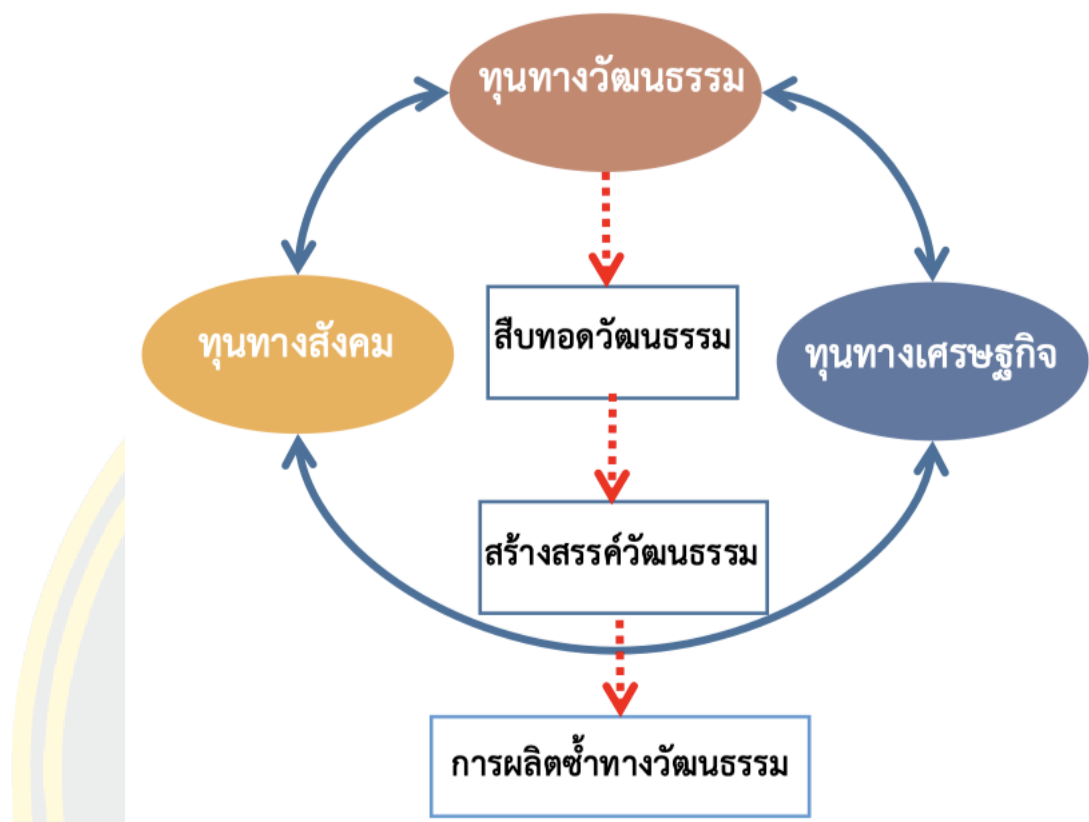 ทุนทางวัฒนธรรม
ทุนทางสังคม
สืบทอดวัฒนธรรม
ทุนทางเศรษฐกิจ
สร้างสรรค์วัฒนธรรม
การผลิตซ้ำทางวัฒนธรรม